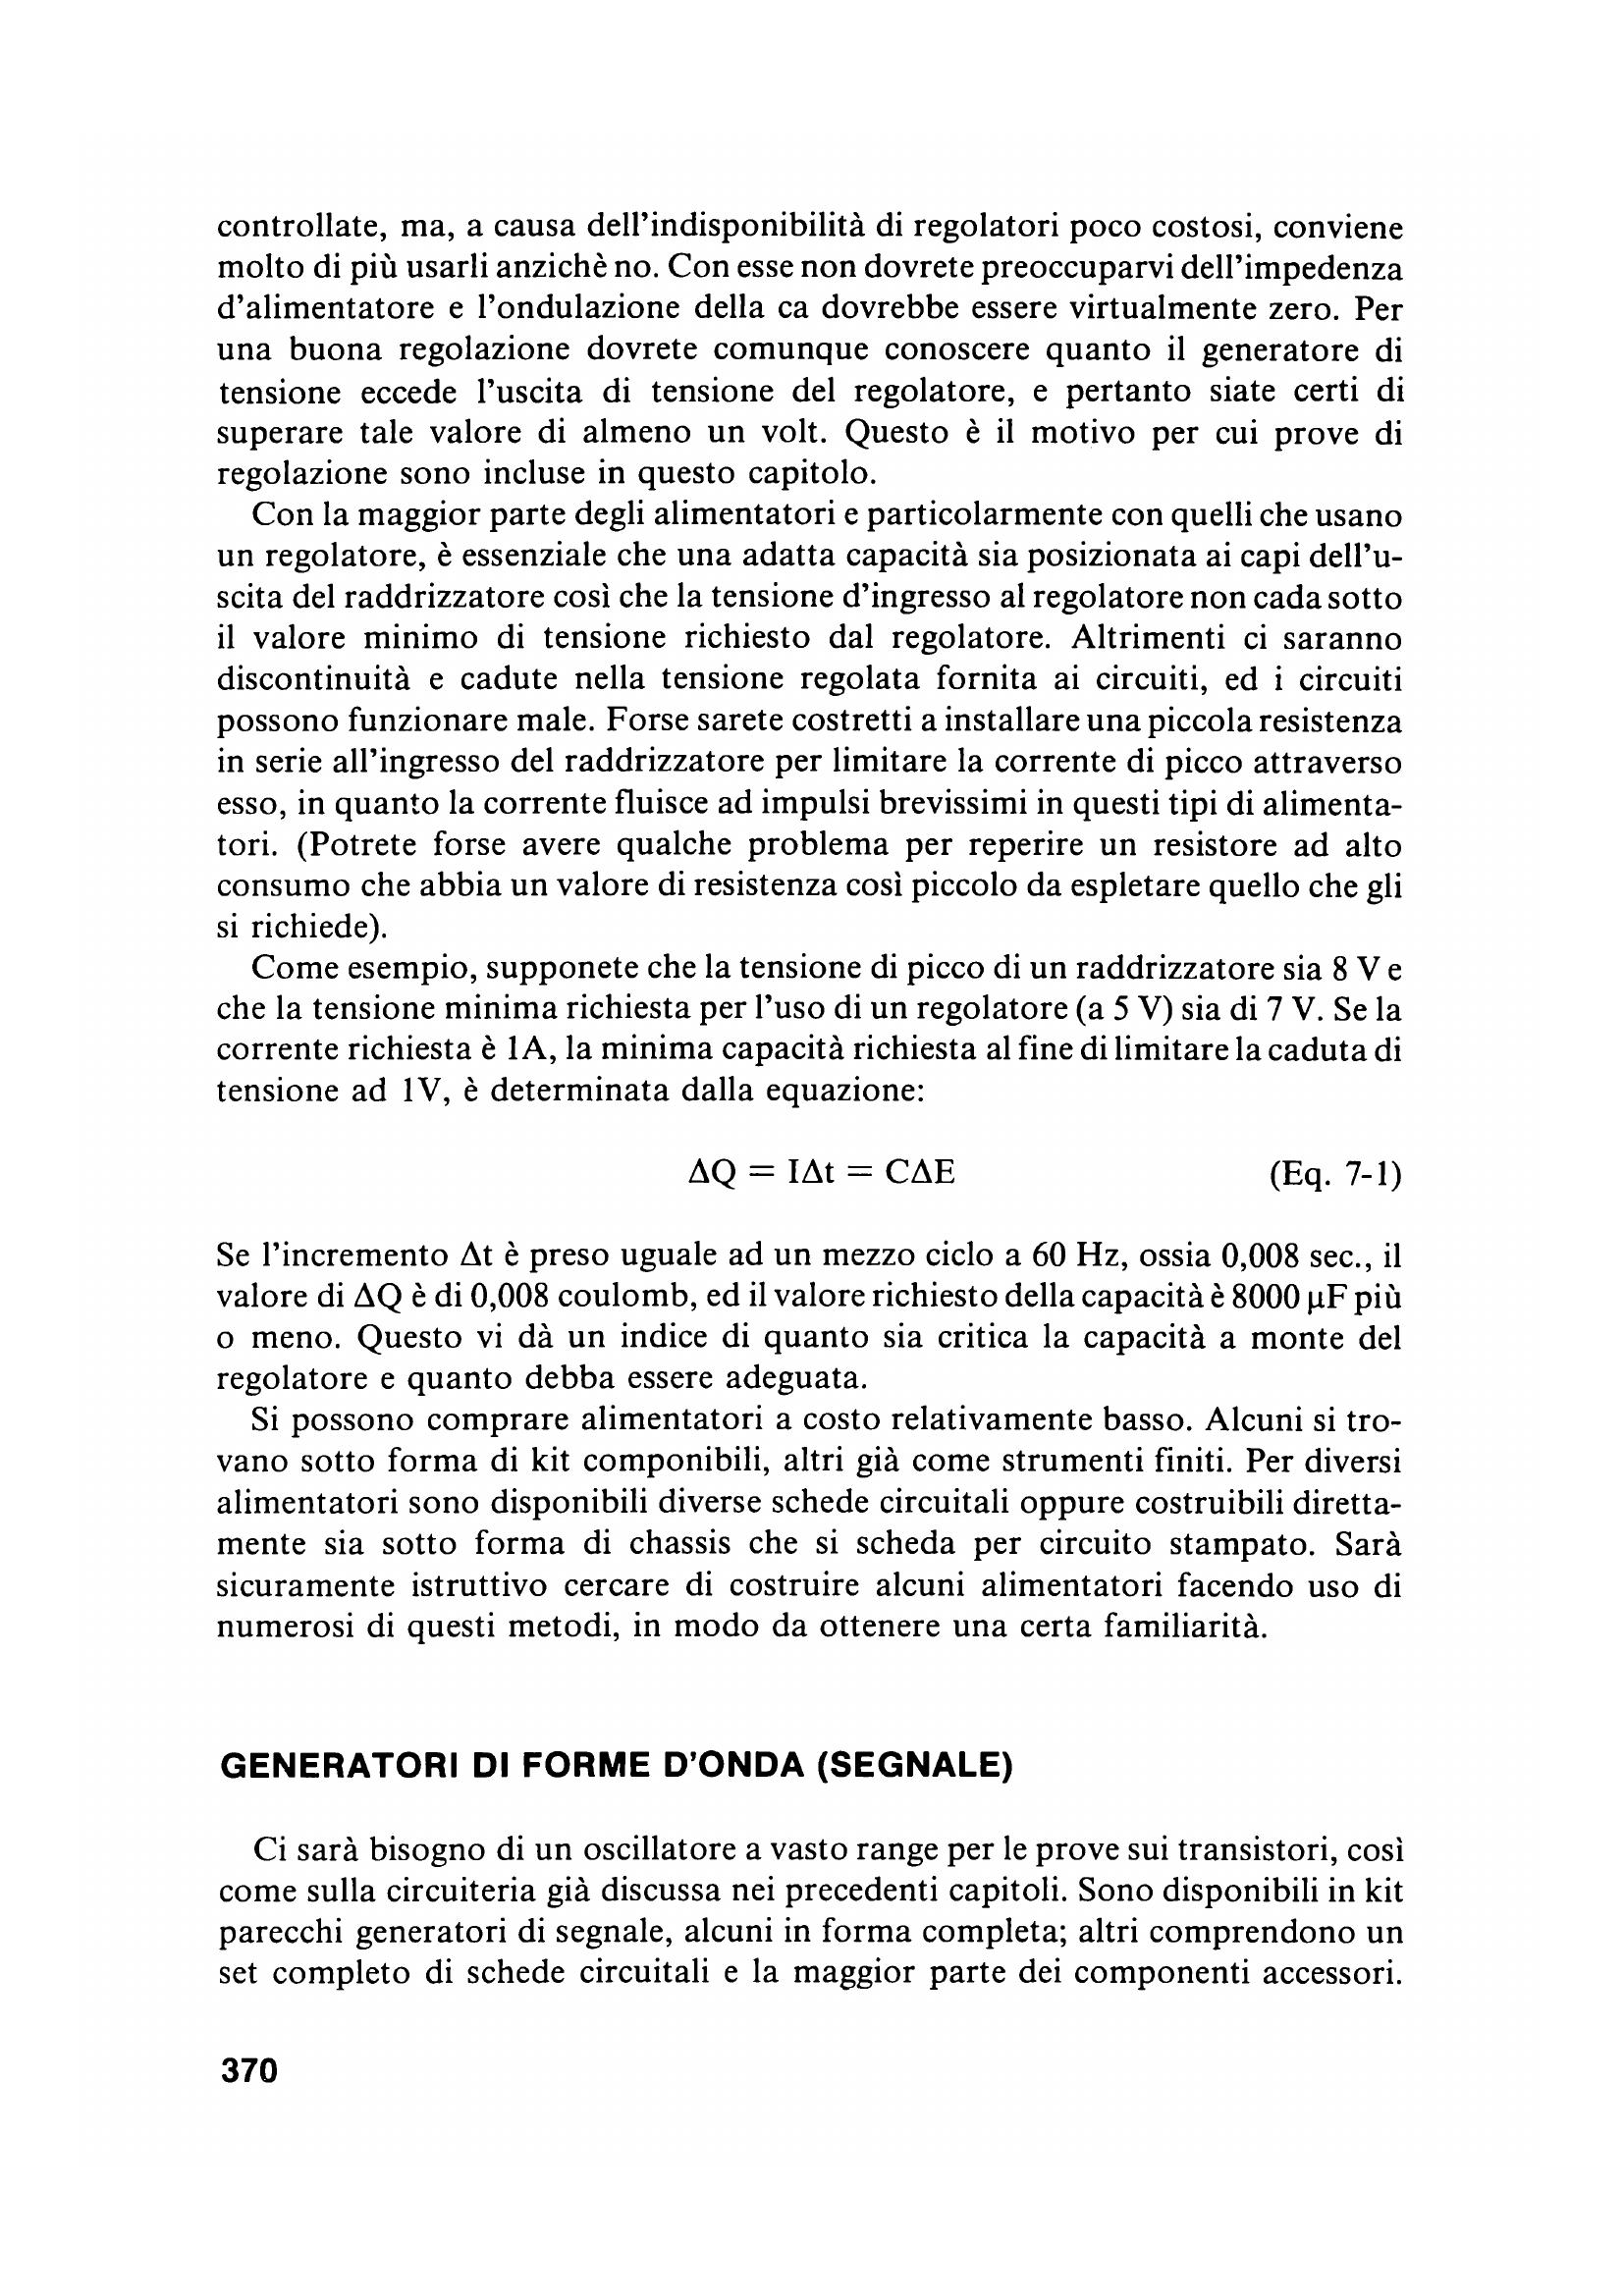 controllate, ma, a causa dell'indisponibilità di regolatori poco costosi, conviene
molto di più usarli anzichè no. Con esse non dovrete preoccuparvi dell'impedenza
d'alimentatore e l'ondulazione della ca dovrebbe essere virtualmente zero. Per
una buona regolazione dovrete comunque conoscere quanto il generatore di
tensione eccede l'uscita di tensione del regolatore, e pertanto siate certi di
superare tale valore di almeno un volt. Questo è il motivo per cui prove di
regolazione sono incluse in questo capitolo.
Con la maggior parte degli alimentatori e particolarmente con quelli che usano
un regolatore, è essenziale che una adatta capacità sia posizionata ai capi dell'u-
scita del raddrizzatore così che la tensione d'ingresso al regolatore non cada sotto
il valore minimo di tensione richiesto dal regolatore. Altrimenti ci saranno
discontinuità e cadute nella tensione regolata fornita ai circuiti, ed i circuiti
possono funzionare male. Forse sarete costretti a installare una piccola resistenza
in serie all'ingresso del raddrizzatore per limitare la corrente di picco attraverso
esso, in quanto la corrente fluisce ad impulsi brevissimi in questi tipi di alimenta-
tori. (Potrete forse avere qualche problema per reperire un resistore ad alto
consumo che abbia un valore di resistenza così piccolo da espletare quello che gli
si richiede).
Come esempio, supponete che la tensione di picco di un raddrizzatore sia 8 V e
che la tensione minima richiesta per l'uso di un regolatore (a 5 V) sia di 7 V. Se la
corrente richiesta è 1A, la minima capacità richiesta al fine di limitare la caduta di
tensione ad 1V, è determinata dalla equazione:
ΔQ = IΔt = CΔE (Eq. 7-1)
Se l'incremento Δt è preso uguale ad un mezzo ciclo a 60 Hz, ossia 0,008 sec., il
valore di ΔQ è di 0,008 coulomb, ed il valore richiesto della capacità è 8000 µF più
o meno. Questo vi dà un indice di quanto sia critica la capacità a monte del
regolatore e quanto debba essere adeguata.
Si possono comprare alimentatori a costo relativamente basso. Alcuni si tro-
vano sotto forma di kit componibili, altri già come strumenti finiti. Per diversi
alimentatori sono disponibili diverse schede circuitali oppure costruibili diretta-
mente sia sotto forma di chassis che si scheda per circuito stampato. Sarà
sicuramente istruttivo cercare di costruire alcuni alimentatori facendo uso di
numerosi di questi metodi, in modo da ottenere una certa familiarità.
GENERATORI DI FORME D'ONDA (SEGNALE)
Ci sarà bisogno di un oscillatore a vasto range per le prove sui transistori, così
come sulla circuiteria già discussa nei precedenti capitoli. Sono disponibili in kit
parecchi generatori di segnale, alcuni in forma completa; altri comprendono un
set completo di schede circuitali e la maggior parte dei componenti accessori.
370